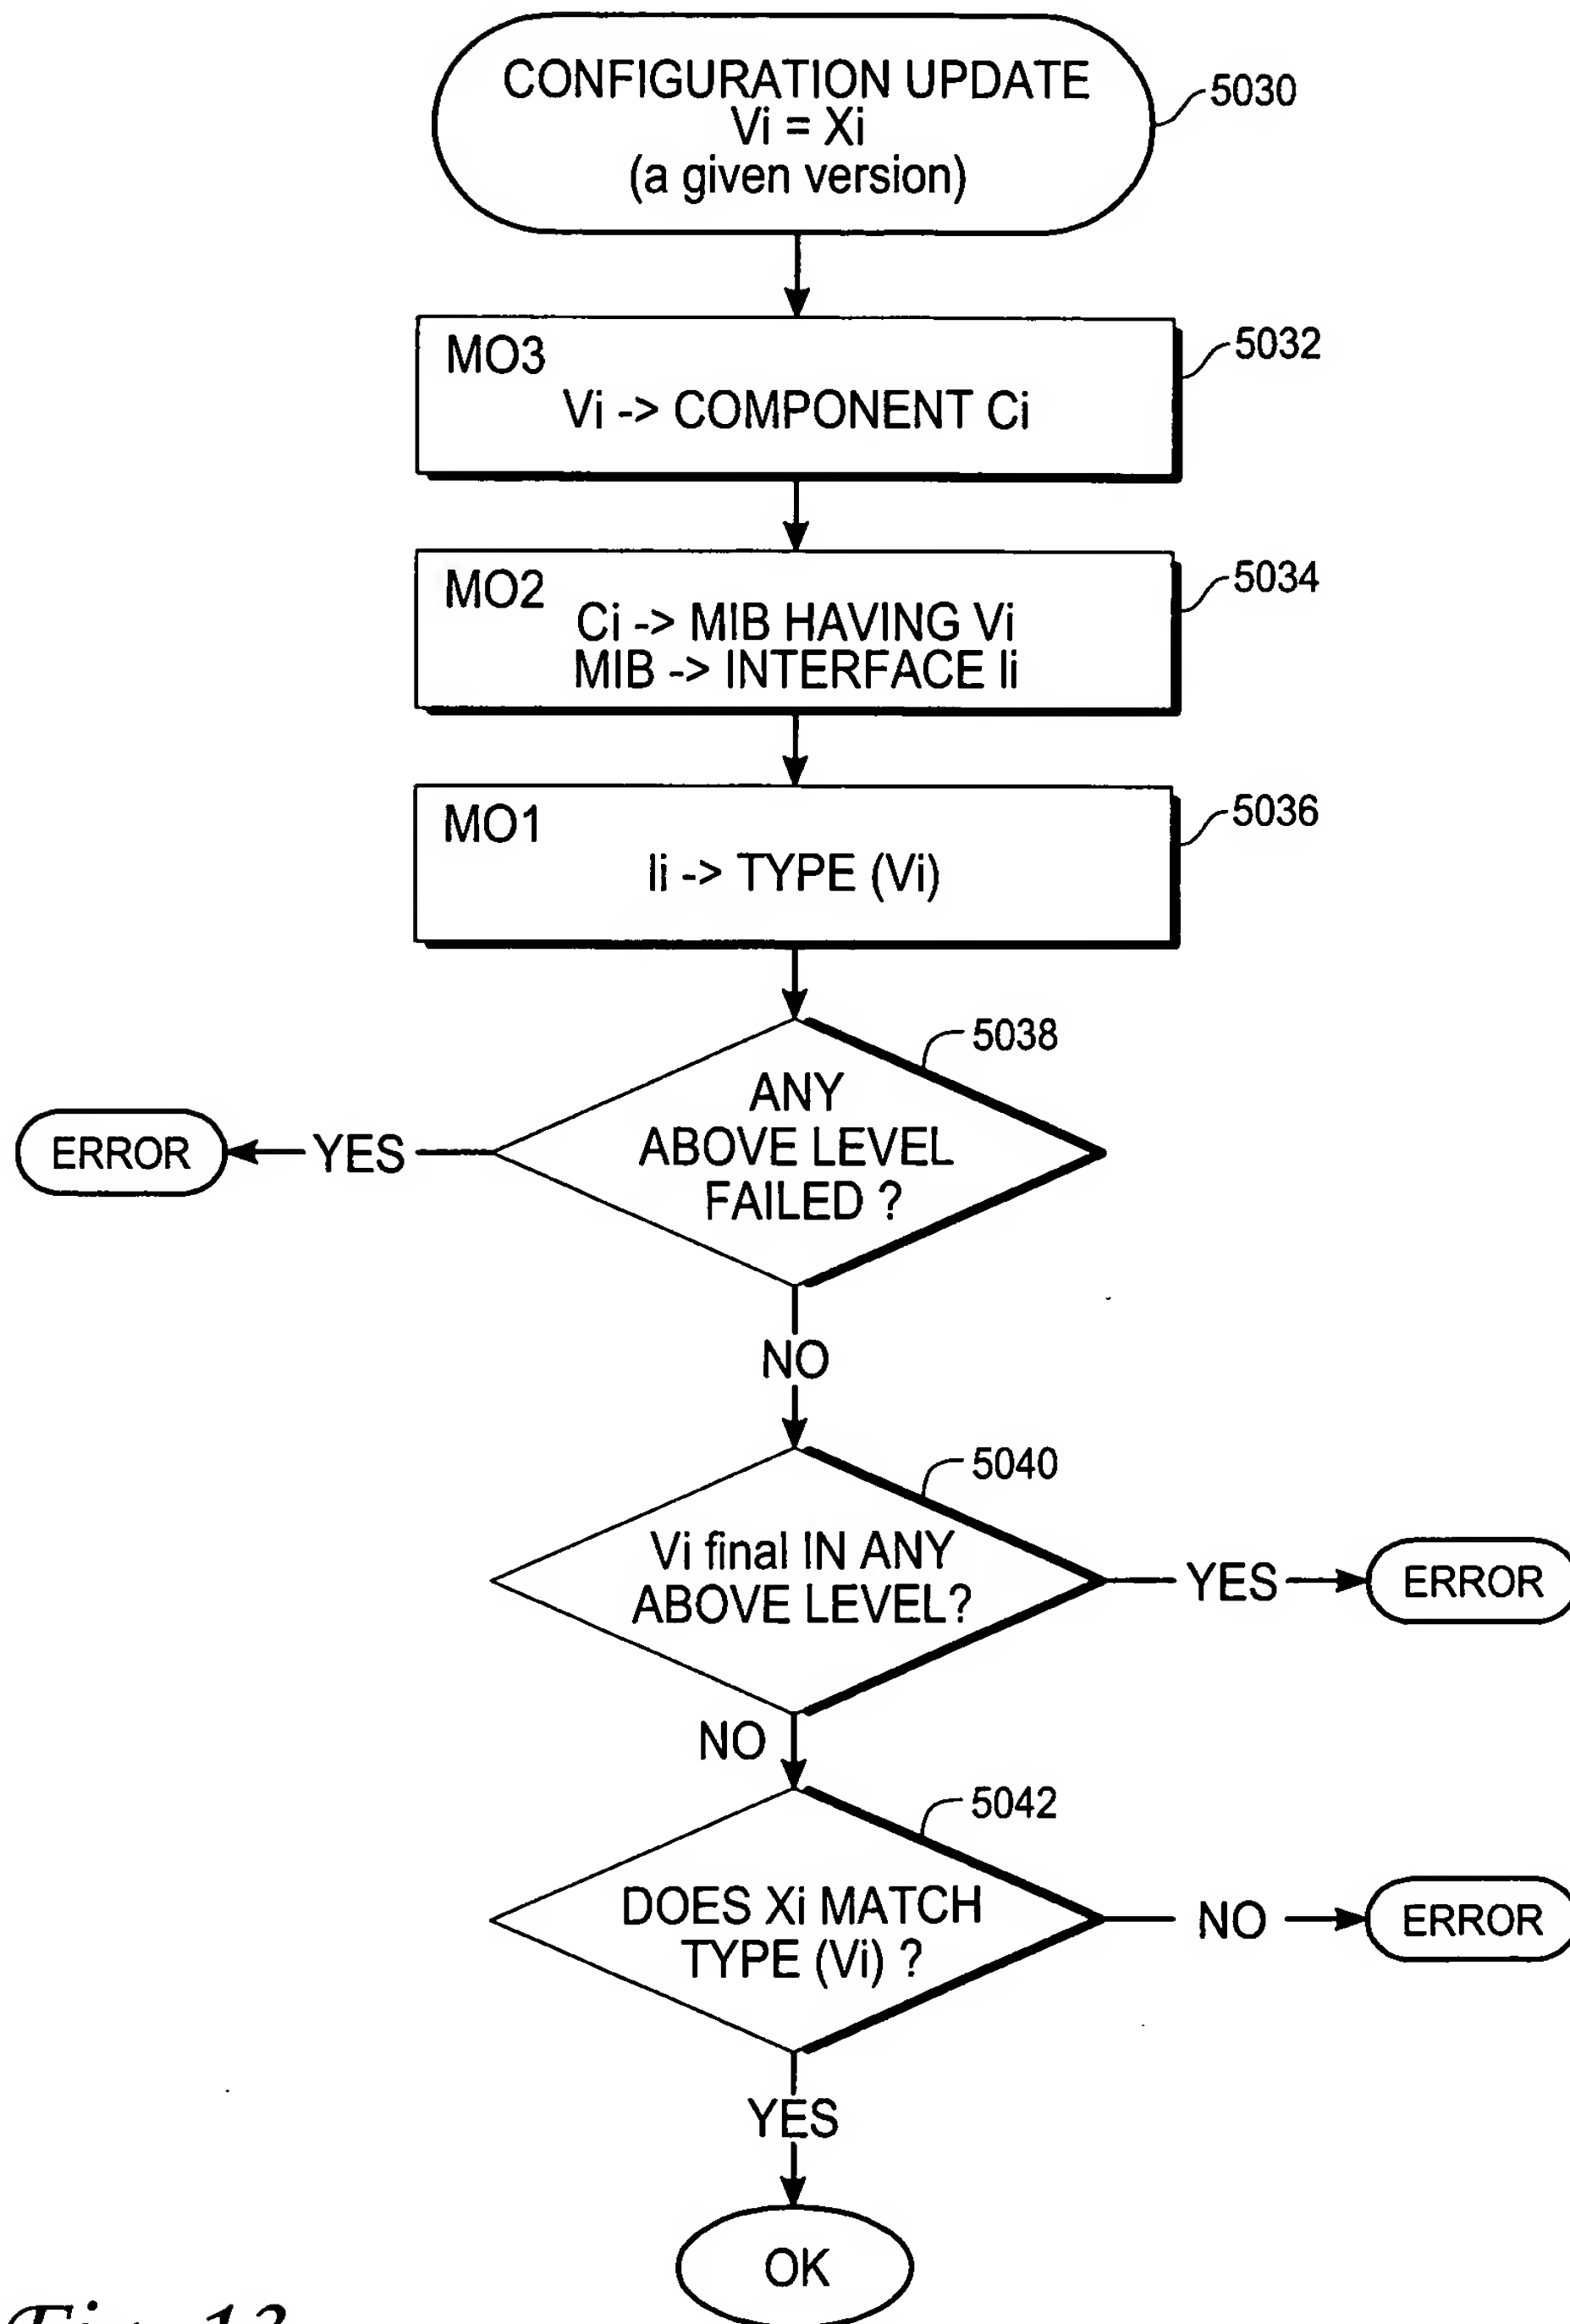 CONFIGURATION UPDATE
Vi = Xi
(a given version)
5030
MO3
5032
Vi -> COMPONENT Ci
MO2
5034
Ci -> MIB HAVING Vi
MIB -> INTERFACE Ii
MO1
5036
Ii -> TYPE (Vi)
5038
ANY
ABOVE LEVEL
FAILED ?
YES
ERROR
NO
5040
Vi final IN ANY
ABOVE LEVEL?
YES
ERROR
NO
5042
DOES Xi MATCH
TYPE (Vi) ?
NO
ERROR
YES
OK
Fig. 13